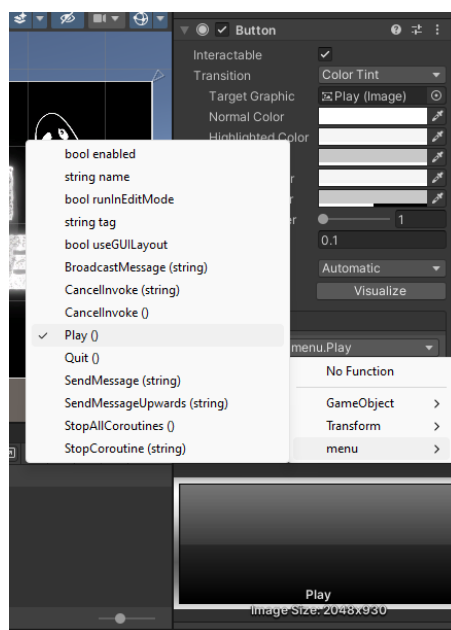 Button
Interactable
Transition
Color Tint
Target Graphic
Play (Image)
Normal Color
Highlighted Color
1
0.1
Automatic
Visualize
menu.Play
bool enabled
string name
bool runInEditMode
string tag
bool useGUILayout
BroadcastMessage (string)
CancelInvoke (string)
CancelInvoke ()
Play ()
Quit ()
SendMessage (string)
SendMessageUpwards (string)
StopAllCoroutines ()
StopCoroutine (string)
No Function
GameObject
Transform
menu
Play
Image Size: 2048x930